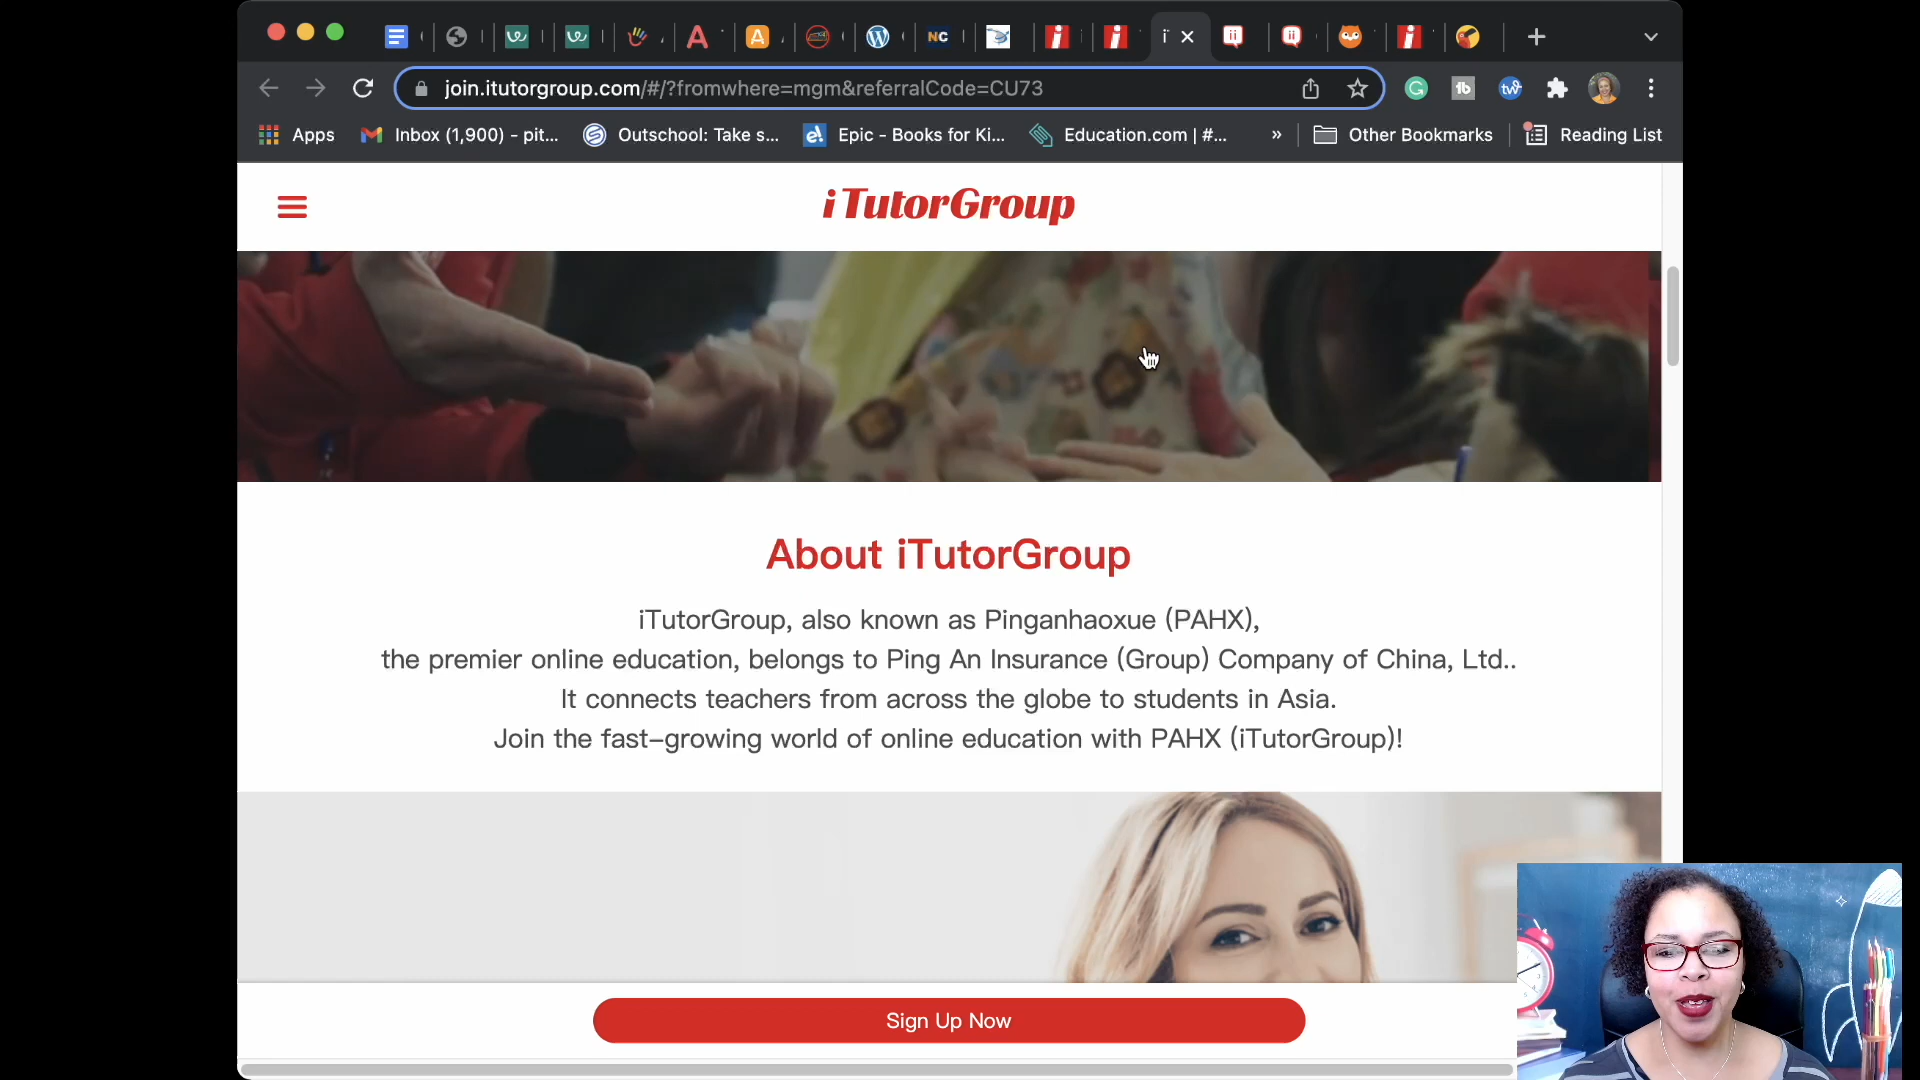 join.itutorgroup.com/#/?fromwhere=mgm&referralCode=CU73
Apps
Inbox (1,900) - pit...
Outschool: Take s...
Epic - Books for Ki...
Education.com | #...
»
Other Bookmarks
Reading List
iTutorGroup
About iTutorGroup
iTutorGroup, also known as Pinganhaoxue (PAHX),
the premier online education, belongs to Ping An Insurance (Group) Company of China, Ltd..
It connects teachers from across the globe to students in Asia.
Join the fast-growing world of online education with PAHX (iTutorGroup)!
Sign Up Now